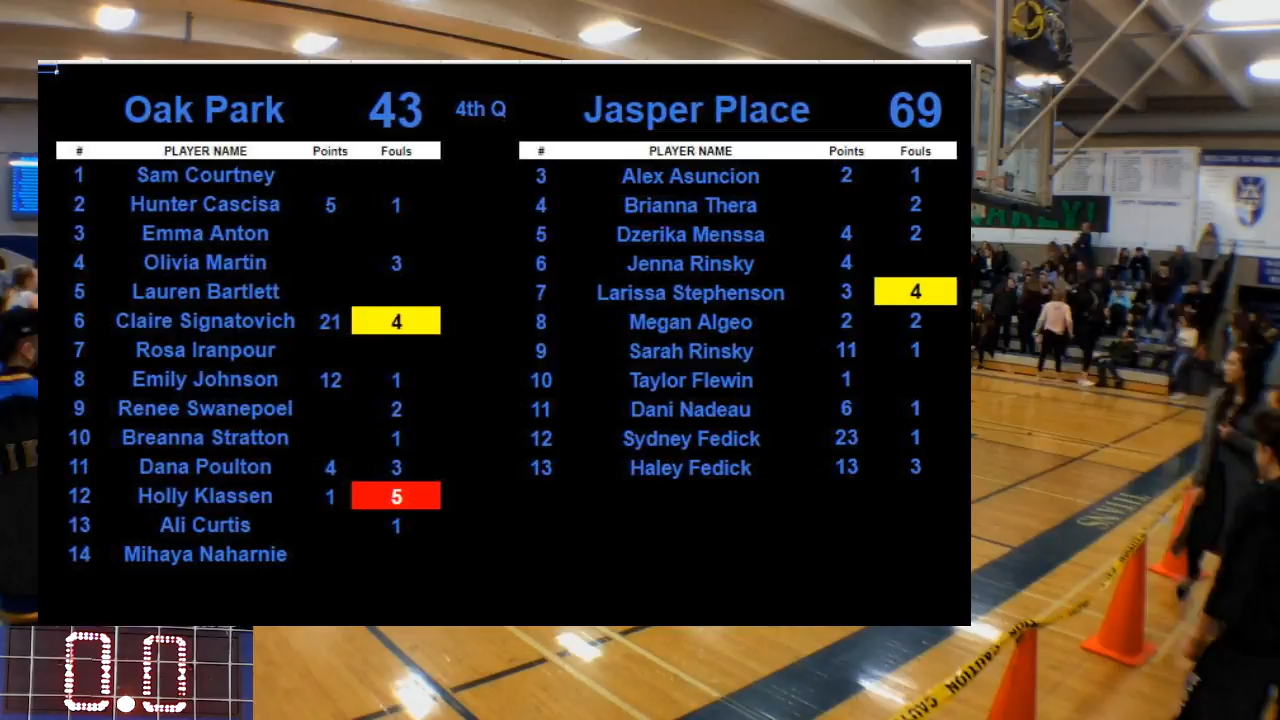 Oak Park 43 4th Q Jasper Place 69
# PLAYER NAME Points Fouls # PLAYER NAME Points Fouls
1 Sam Courtney 3 Alex Asuncion 2 1
2 Hunter Cascisa 5 1 4 Brianna Thera 2
3 Emma Anton 5 Dzerika Menssa 4 2
4 Olivia Martin 3 6 Jenna Rinsky 4
5 Lauren Bartlett 7 Larissa Stephenson 3 4
6 Claire Signatovich 21 4 8 Megan Algeo 2 2
7 Rosa Iranpour 9 Sarah Rinsky 11 1
8 Emily Johnson 12 1 10 Taylor Flewin 1
9 Renee Swanepoel 2 11 Dani Nadeau 6 1
10 Breanna Stratton 1 12 Sydney Fedick 23 1
11 Dana Poulton 4 3 13 Haley Fedick 13 3
12 Holly Klassen 1 5
13 Ali Curtis 1
14 Mihaya Naharnie
TITANS
CAUTION
0.0